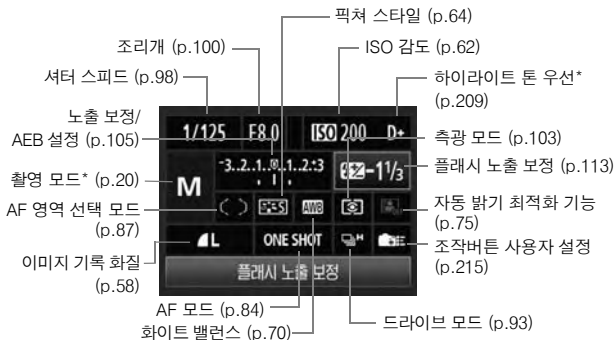 픽쳐 스타일 (p.64)
조리개 (p.100)
ISO 감도 (p.62)
셔터 스피드 (p.98)
하이라이트 톤 우선*
(p.209)
노출 보정/
AEB 설정 (p.105)
측광 모드 (p.103)
1/125 F8.0 ISO 200 D+
-3..2..1..0..1..2..+3
-1 1/3
플래시 노출 보정 (p.113)
촬영 모드* (p.20)
M
AF 영역 선택 모드
(p.87)
AWB
자동 밝기 최적화 기능
(p.75)
L ONE SHOT H
조작버튼 사용자 설정
(p.215)
이미지 기록 화질
(p.58)
플래시 노출 보정
AF 모드 (p.84)
드라이브 모드 (p.93)
화이트 밸런스 (p.70)